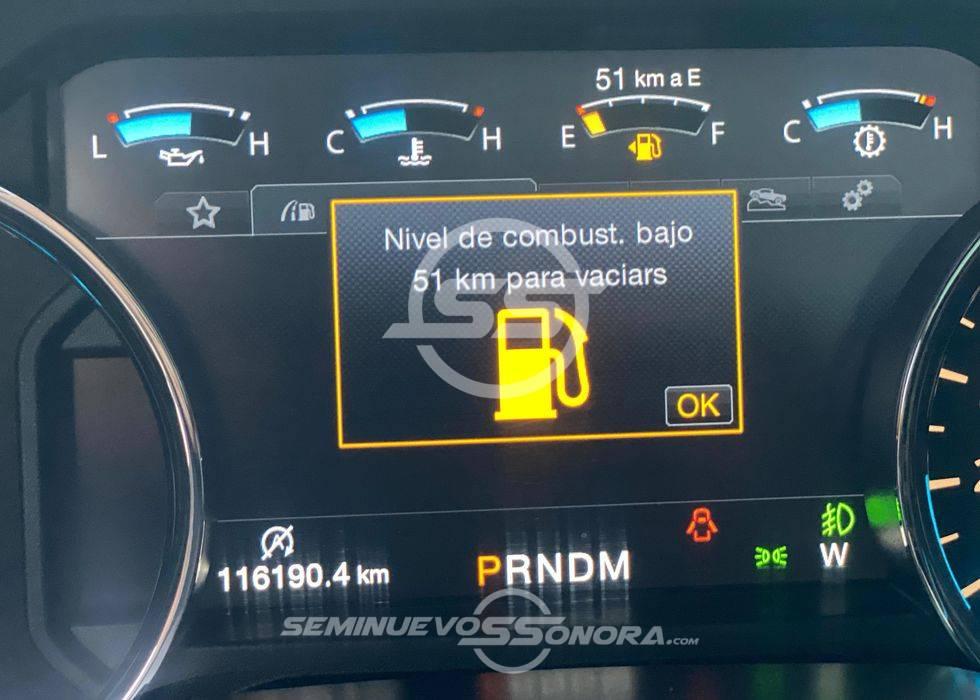 51 km a E
L H C H E F C H
Nivel de combust. bajo
51 km para vaciars
OK
116190.4 km
PRNDM
W
SEMINUEVOSSONORA.COM